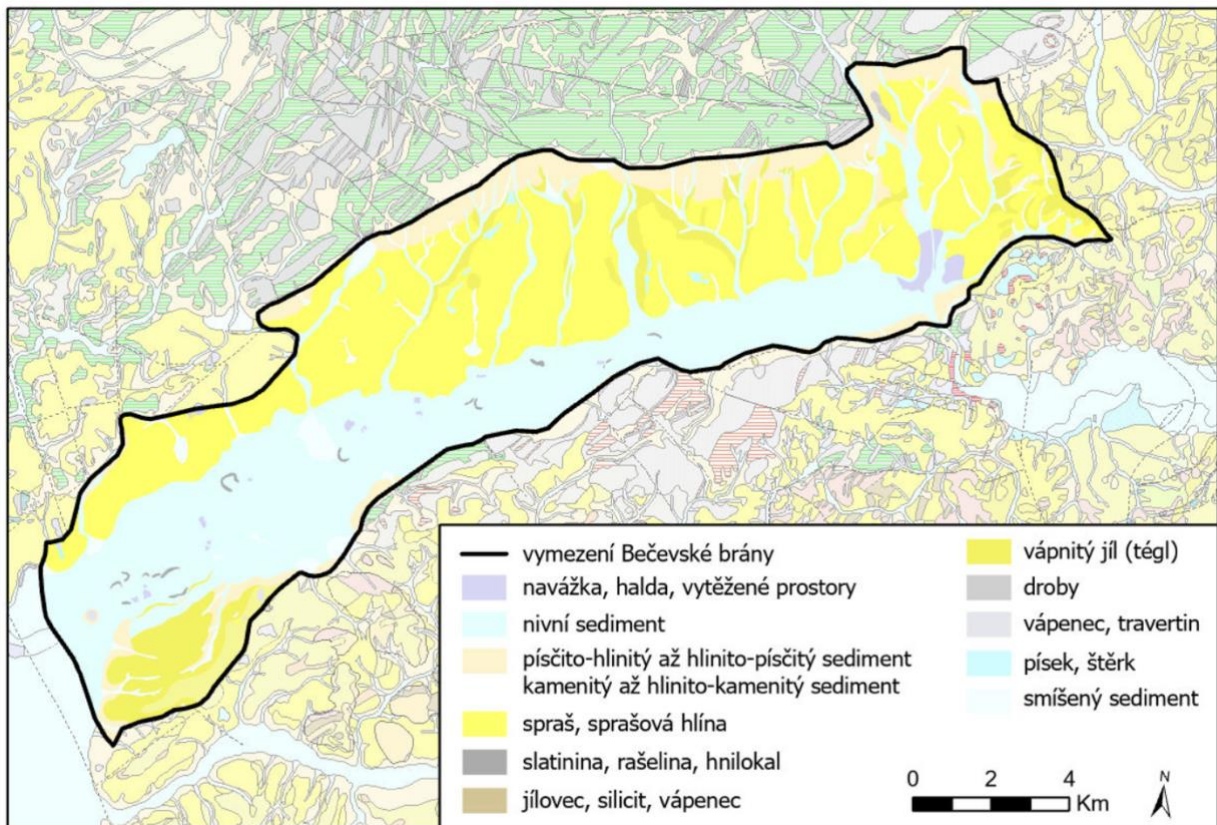 vymezení Bečevské brány
navážka, halda, vytěžené prostory
nivní sediment
písčito-hlinitý až hlinito-písčitý sediment
kamenitý až hlinito-kamenitý sediment
spraš, sprašová hlína
slatinina, rašelina, hnilokal
jílovec, silicit, vápenec
vápnitý jíl (tégl)
droby
vápenec, travertin
písek, štěrk
smíšený sediment
0 2 4
Km
N